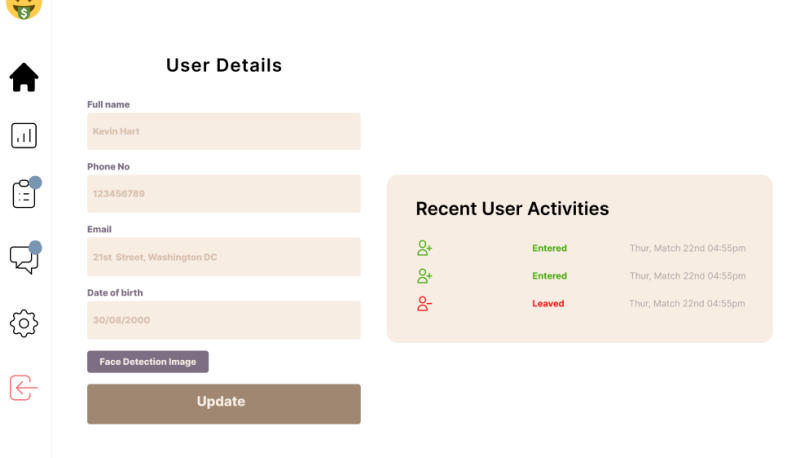 User Details
Full name
Kevin Hart
Phone No
123456789
Email
21st Street, Washington DC
Date of birth
30/08/2000
Face Detection Image
Update
Recent User Activities
Entered Thur, Match 22nd 04:55pm
Entered Thur, Match 22nd 04:55pm
Leaved Thur, Match 22nd 04:55pm